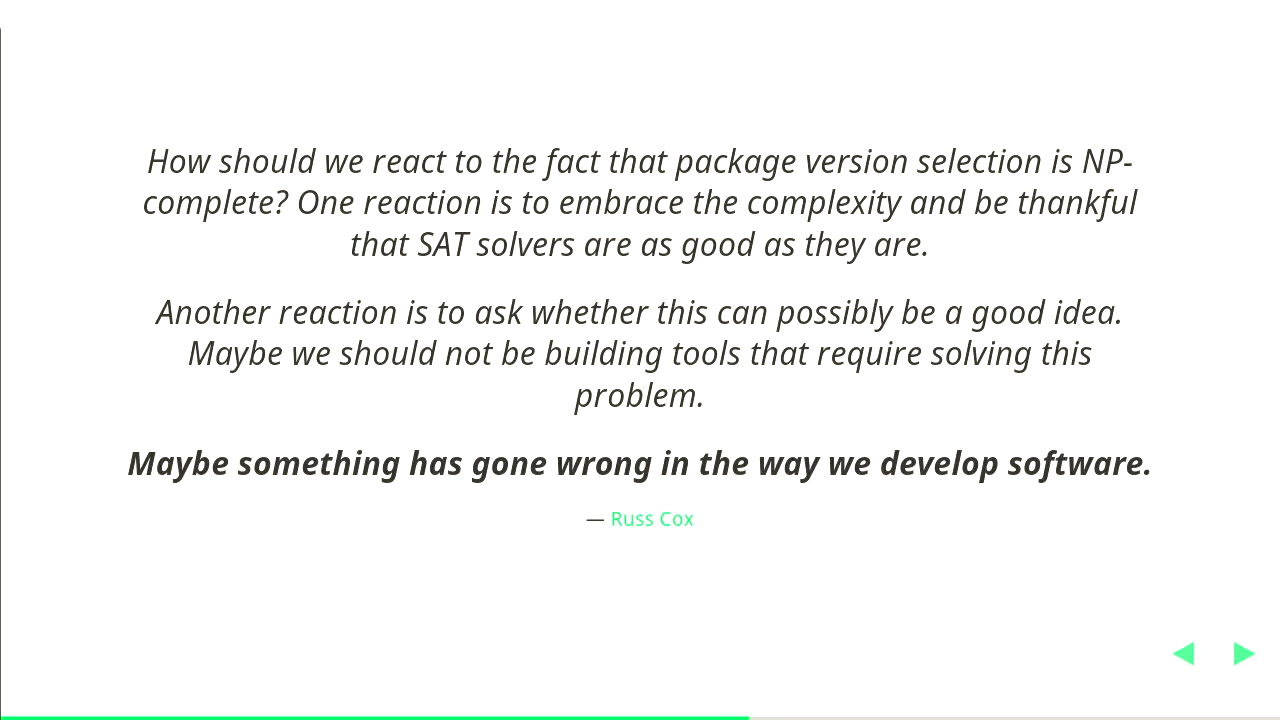 How should we react to the fact that package version selection is NP-
complete? One reaction is to embrace the complexity and be thankful
that SAT solvers are as good as they are.
Another reaction is to ask whether this can possibly be a good idea.
Maybe we should not be building tools that require solving this
problem.
Maybe something has gone wrong in the way we develop software.
— Russ Cox